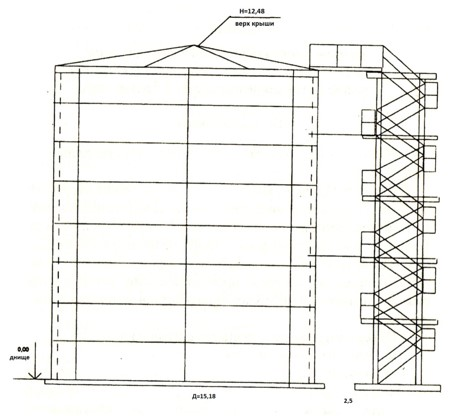 Н=12,48
верх крыши
0,00
днище
Д=15,18
2,5